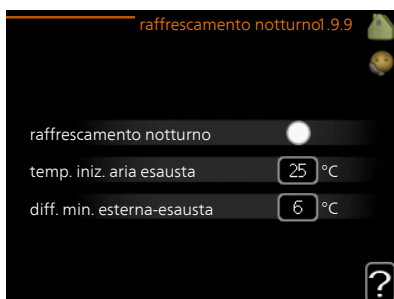 raffrescamento notturno1.9.9
raffrescamento notturno
temp. iniz. aria esausta 25 °C
diff. min. esterna-esausta 6 °C
?